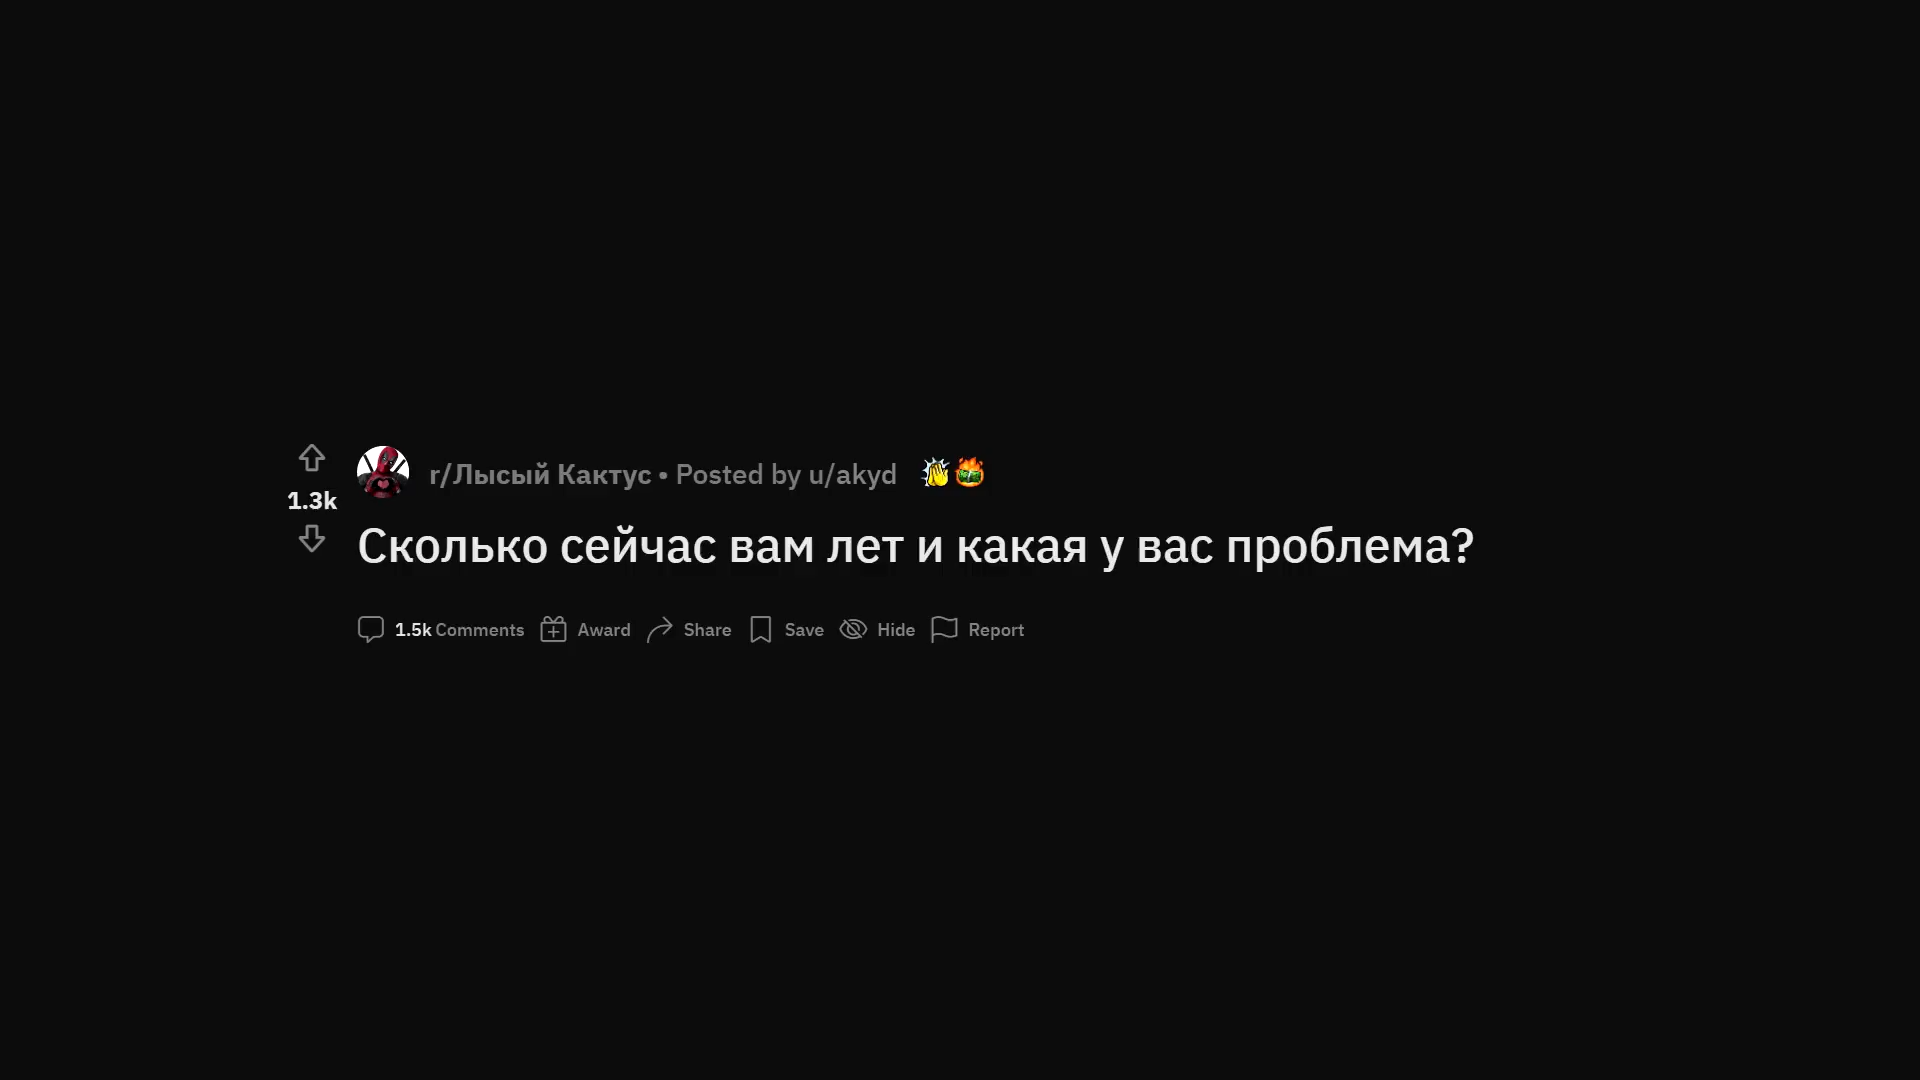 r/Лысый Кактус • Posted by u/akyd
1.3k
Сколько сейчас вам лет и какая у вас проблема?
1.5k Comments Award Share Save Hide Report